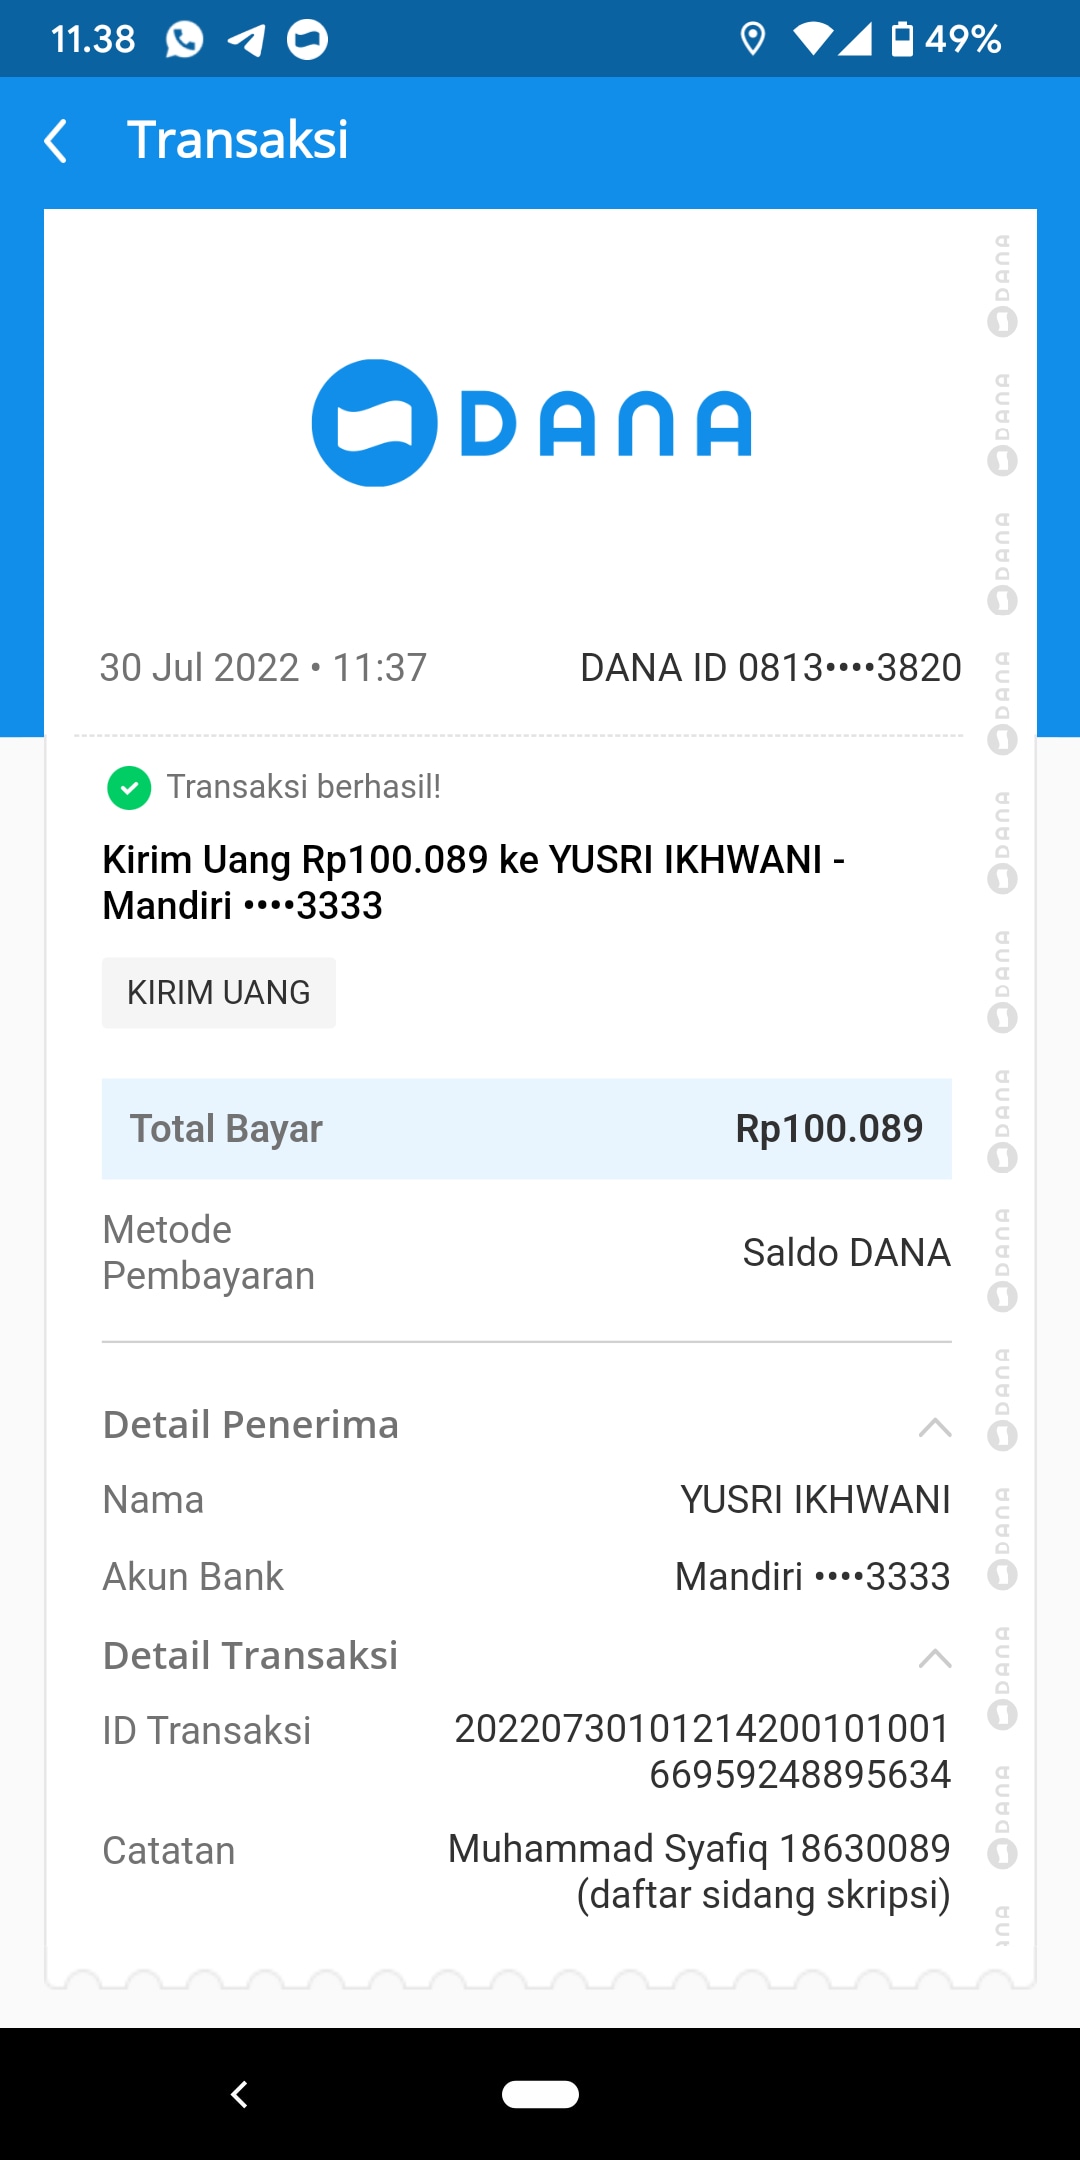 11.38
49%
Transaksi
DANA
30 Jul 2022 • 11:37
DANA ID 0813••••3820
Transaksi berhasil!
Kirim Uang Rp100.089 ke YUSRI IKHWANI -
Mandiri ••••3333
KIRIM UANG
Total Bayar
Rp100.089
Metode
Pembayaran
Saldo DANA
Detail Penerima
Nama
YUSRI IKHWANI
Akun Bank
Mandiri ••••3333
Detail Transaksi
ID Transaksi
20220730101214200101001
66959248895634
Catatan
Muhammad Syafiq 18630089
(daftar sidang skripsi)
DANA
DANA
DANA
DANA
DANA
DANA
DANA
DANA
DANA
DANA
DANA
DANA